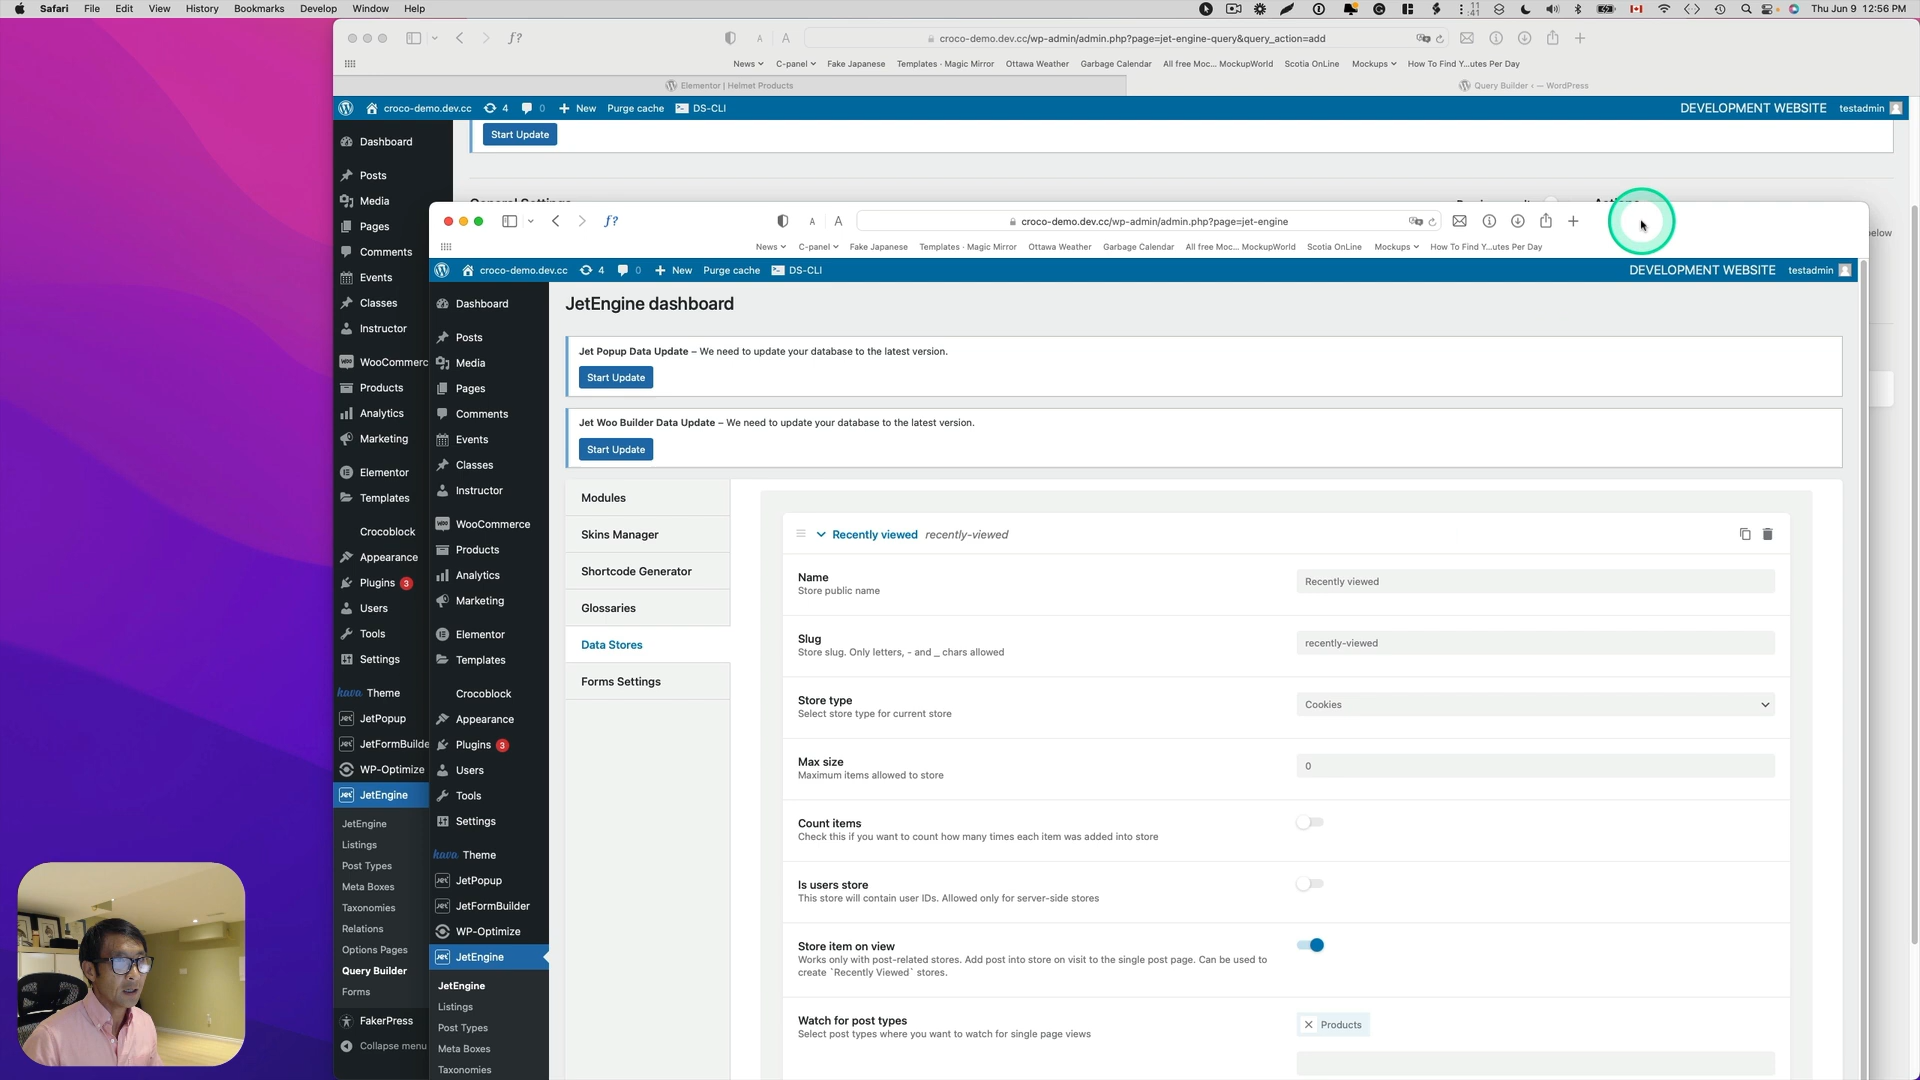 Safari File Edit View History Bookmarks Develop Window Help
11
41
Thu Jun 9 12:56 PM
croco-demo.dev.cc/wp-admin/admin.php?page=jet-engine-query&query_action=add
News C-panel Fake Japanese Templates · Magic Mirror Ottawa Weather Garbage Calendar All free Moc... MockupWorld Scotia OnLine Mockups How To Find Y...utes Per Day
Elementor | Helmet Products
Query Builder ‹ — WordPress
croco-demo.dev.cc 4 0 New Purge cache DS-CLI DEVELOPMENT WEBSITE testadmin
Start Update
Dashboard
Posts
Media
Pages
Comments
Events
Classes
Instructor
WooCommerc
Products
Analytics
Marketing
Elementor
Templates
Crocoblock
Appearance
Plugins 3
Users
Tools
Settings
kava Theme
JetPopup
JetFormBuilde
WP-Optimize
JetEngine
JetEngine
Listings
Post Types
Meta Boxes
Taxonomies
Relations
Options Pages
Query Builder
Forms
FakerPress
Collapse menu
below
croco-demo.dev.cc/wp-admin/admin.php?page=jet-engine
News C-panel Fake Japanese Templates · Magic Mirror Ottawa Weather Garbage Calendar All free Moc... MockupWorld Scotia OnLine Mockups How To Find Y...utes Per Day
croco-demo.dev.cc 4 0 New Purge cache DS-CLI DEVELOPMENT WEBSITE testadmin
Dashboard
Posts
Media
Pages
Comments
Events
Classes
Instructor
WooCommerce
Products
Analytics
Marketing
Elementor
Templates
Crocoblock
Appearance
Plugins 3
Users
Tools
Settings
kava Theme
JetPopup
JetFormBuilder
WP-Optimize
JetEngine
JetEngine
Listings
Post Types
Meta Boxes
Taxonomies
JetEngine dashboard
Jet Popup Data Update – We need to update your database to the latest version.
Start Update
Jet Woo Builder Data Update – We need to update your database to the latest version.
Start Update
Modules
Skins Manager
Shortcode Generator
Glossaries
Data Stores
Forms Settings
Recently viewed recently-viewed
Name
Store public name
Recently viewed
Slug
Store slug. Only letters, - and _ chars allowed
recently-viewed
Store type
Select store type for current store
Cookies
Max size
Maximum items allowed to store
0
Count items
Check this if you want to count how many times each item was added into store
Is users store
This store will contain user IDs. Allowed only for server-side stores
Store item on view
Works only with post-related stores. Add post into store on visit to the single post page. Can be used to
create `Recently Viewed` stores.
Watch for post types
Select post types where you want to watch for single page views
Products